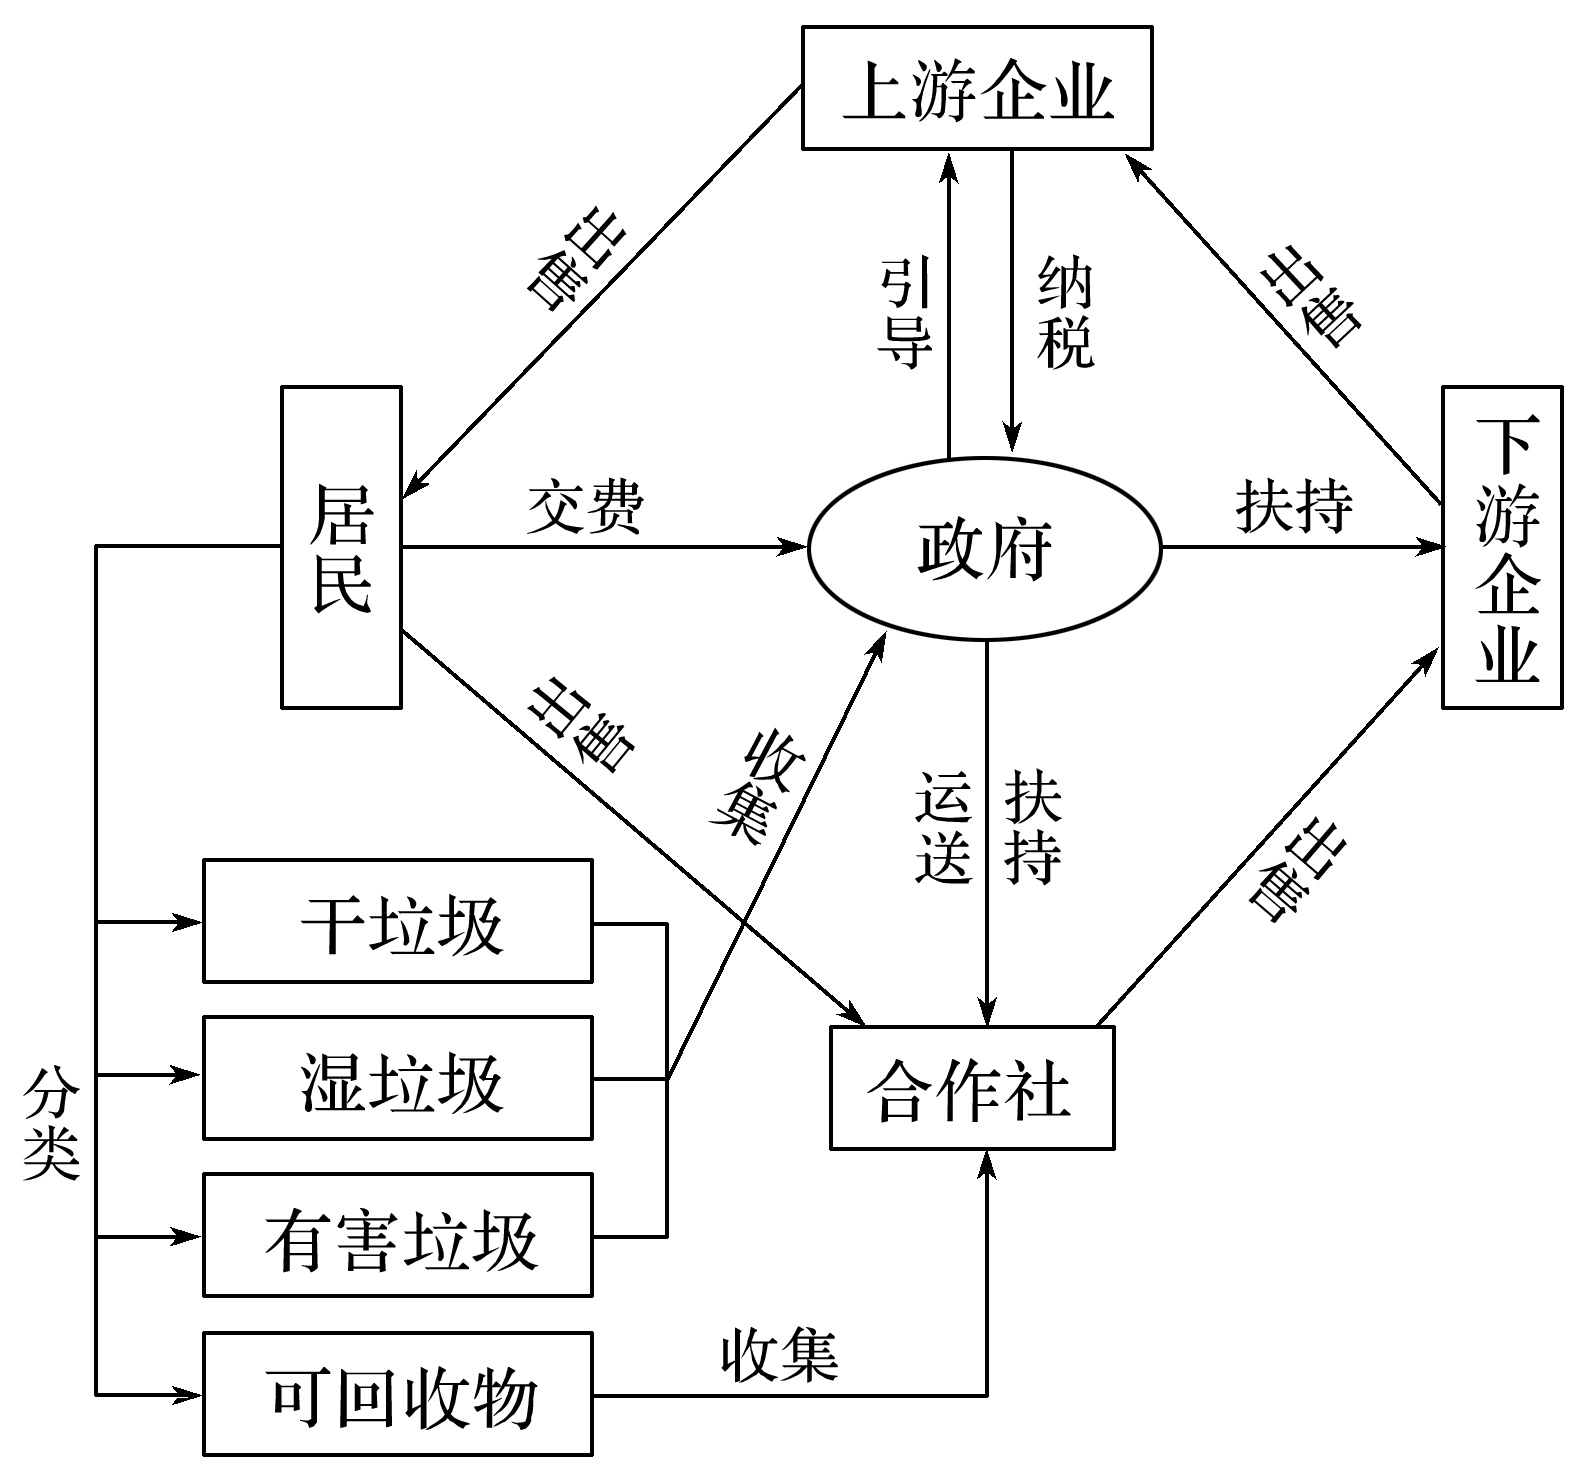 上游企业
出售
引导
纳税
出售
居民
交费
政府
扶持
下游企业
出售
收集
运送
扶持
出售
干垃圾
湿垃圾
合作社
分类
有害垃圾
可回收物
收集